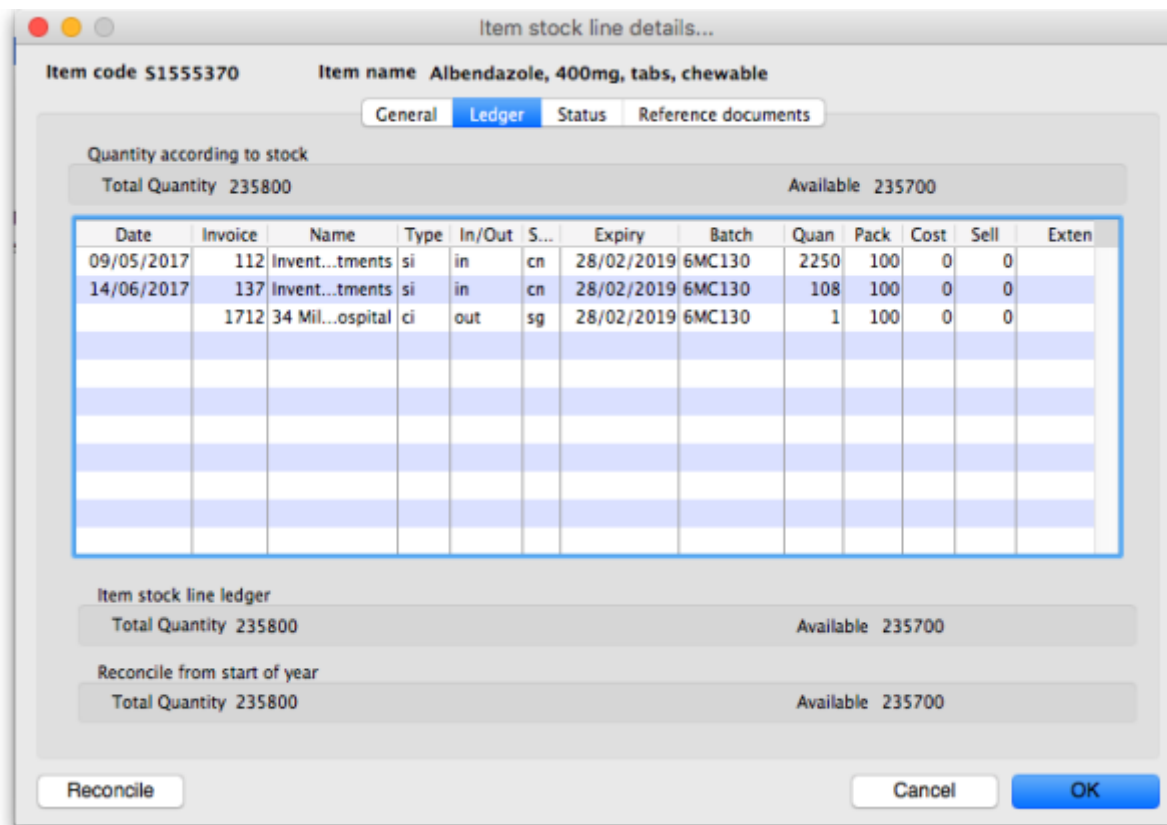 Item stock line details...
Item code S1555370 Item name Albendazole, 400mg, tabs, chewable
General Ledger Status Reference documents
Quantity according to stock
Total Quantity 235800 Available 235700
Date Invoice Name Type In/Out S... Expiry Batch Quan Pack Cost Sell Exten
09/05/2017 112 Invent...tments si in cn 28/02/2019 6MC130 2250 100 0 0
14/06/2017 137 Invent...tments si in cn 28/02/2019 6MC130 108 100 0 0
1712 34 Mil...ospital ci out sg 28/02/2019 6MC130 1 100 0 0
Item stock line ledger
Total Quantity 235800 Available 235700
Reconcile from start of year
Total Quantity 235800 Available 235700
Reconcile Cancel OK